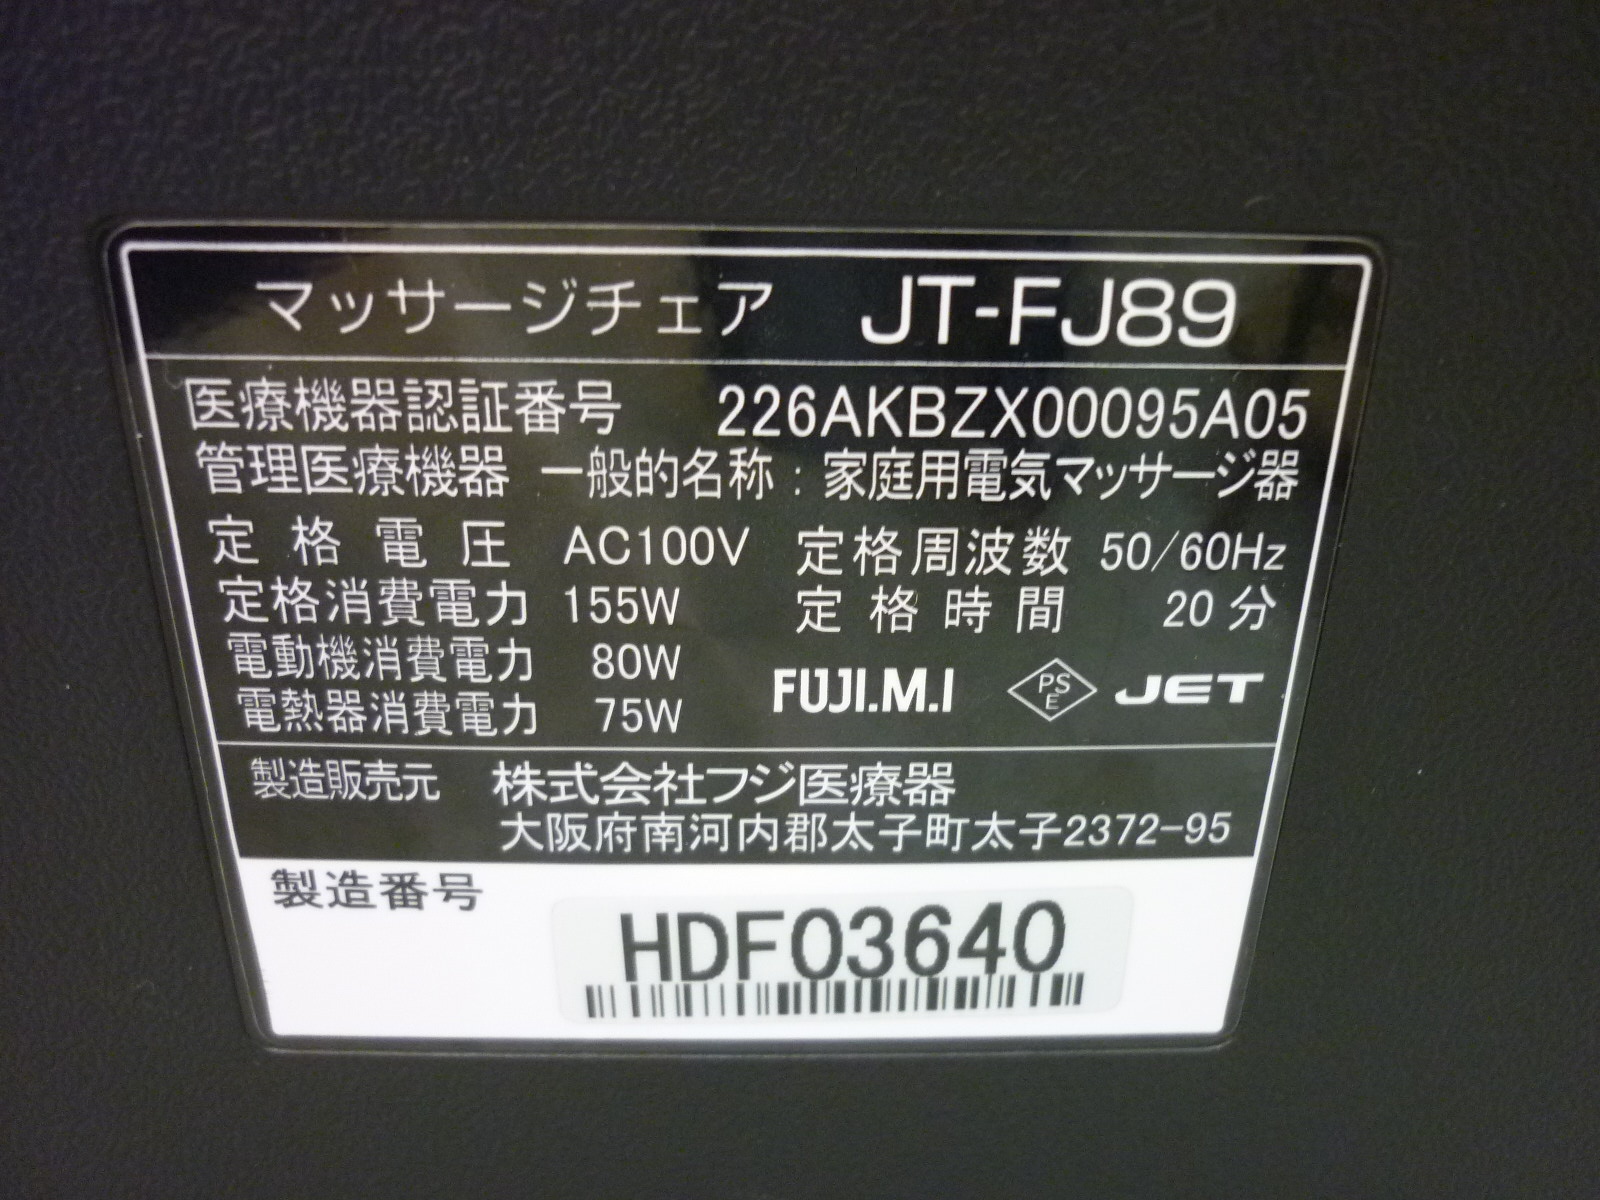 マッサージチェア JT-FJ89
医療機器認証番号 226AKBZX00095A05
管理医療機器 一般的名称：家庭用電気マッサージ器
定格電圧 AC100V 定格周波数 50/60Hz
定格消費電力 155W 定格時間 20分
電動機消費電力 80W
電熱器消費電力 75W
FUJI.M.I PSE JET
製造販売元 株式会社フジ医療器
大阪府南河内郡太子町太子2372-95
製造番号
HDF03640